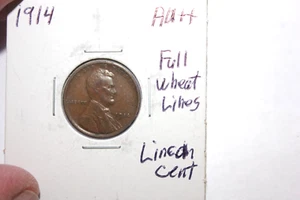 1914
AU++
Full
Wheat
Lines
Lincoln
cent